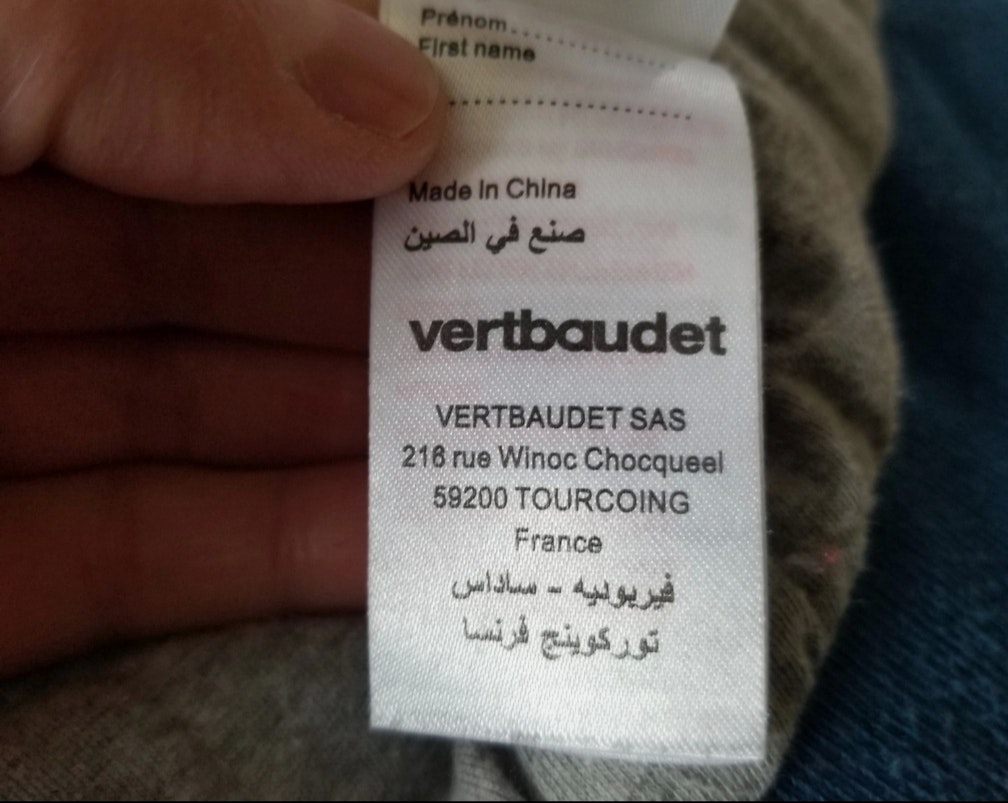 Prénom....................
First name
..............................
Made in China
صنع في الصين
vertbaudet
VERTBAUDET SAS
216 rue Winoc Chocqueel
59200 TOURCOING
France
فيربوديه - ساداس
توركوينج فرنسا